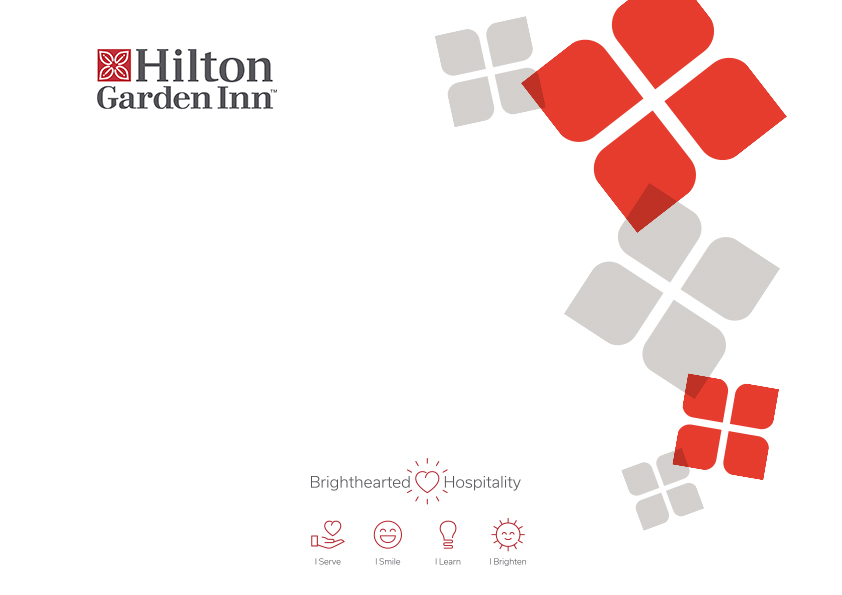 Hilton
Garden Inn™
Brighthearted Hospitality
I Serve
I Smile
I Learn
I Brighten